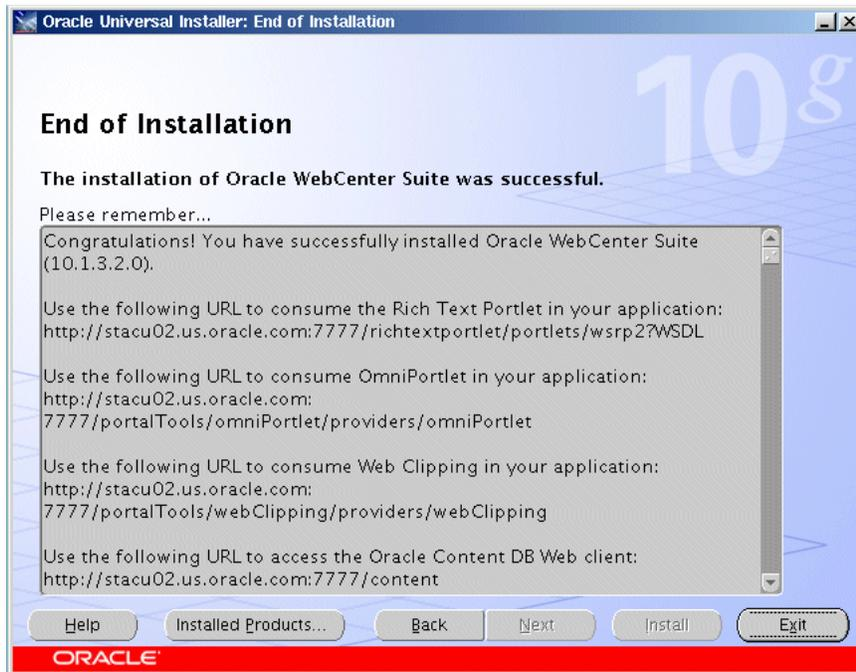 Oracle Universal Installer: End of Installation
10g
End of Installation
The installation of Oracle WebCenter Suite was successful.
Please remember...
Congratulations! You have successfully installed Oracle WebCenter Suite
(10.1.3.2.0).
Use the following URL to consume the Rich Text Portlet in your application:
http://stacu02.us.oracle.com:7777/richtextportlet/portlets/wsrp2?WSDL
Use the following URL to consume OmniPortlet in your application:
http://stacu02.us.oracle.com:
7777/portalTools/omniPortlet/providers/omniPortlet
Use the following URL to consume Web Clipping in your application:
http://stacu02.us.oracle.com:
7777/portalTools/webClipping/providers/webClipping
Use the following URL to access the Oracle Content DB Web client:
http://stacu02.us.oracle.com:7777/content
Help Installed Products... Back Next Install Exit
ORACLE